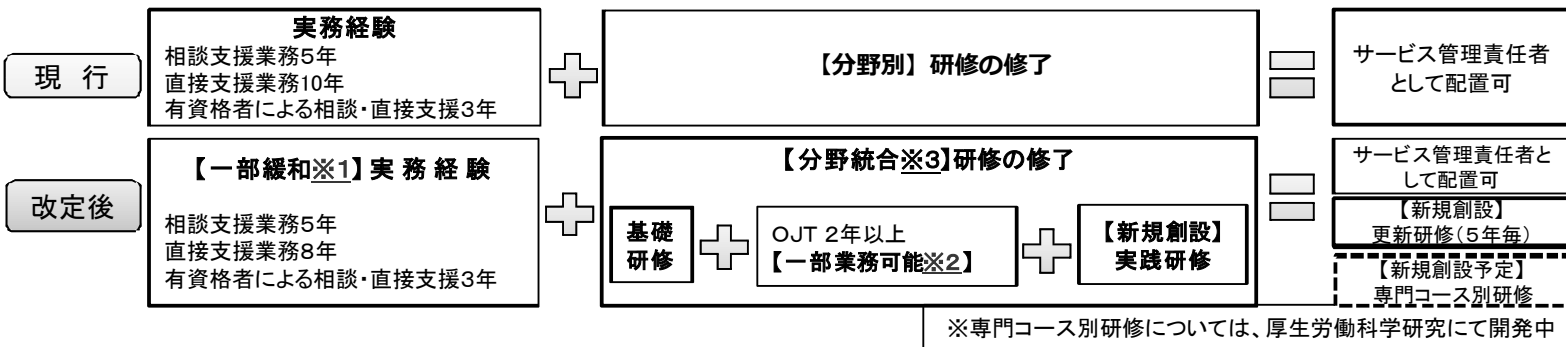 現 行
実務経験
相談支援業務5年
直接支援業務10年
有資格者による相談・直接支援3年
【分野別】研修の修了
サービス管理責任者
として配置可
改定後
【一部緩和※1】実 務 経 験
相談支援業務5年
直接支援業務8年
有資格者による相談・直接支援3年
【分野統合※3】研修の修了
基礎
研修
OJT 2年以上
【一部業務可能※2】
【新規創設】
実践研修
サービス管理責任者と
して配置可
【新規創設】
更新研修(5年毎)
【新規創設予定】
専門コース別研修
※専門コース別研修については、厚生労働科学研究にて開発中